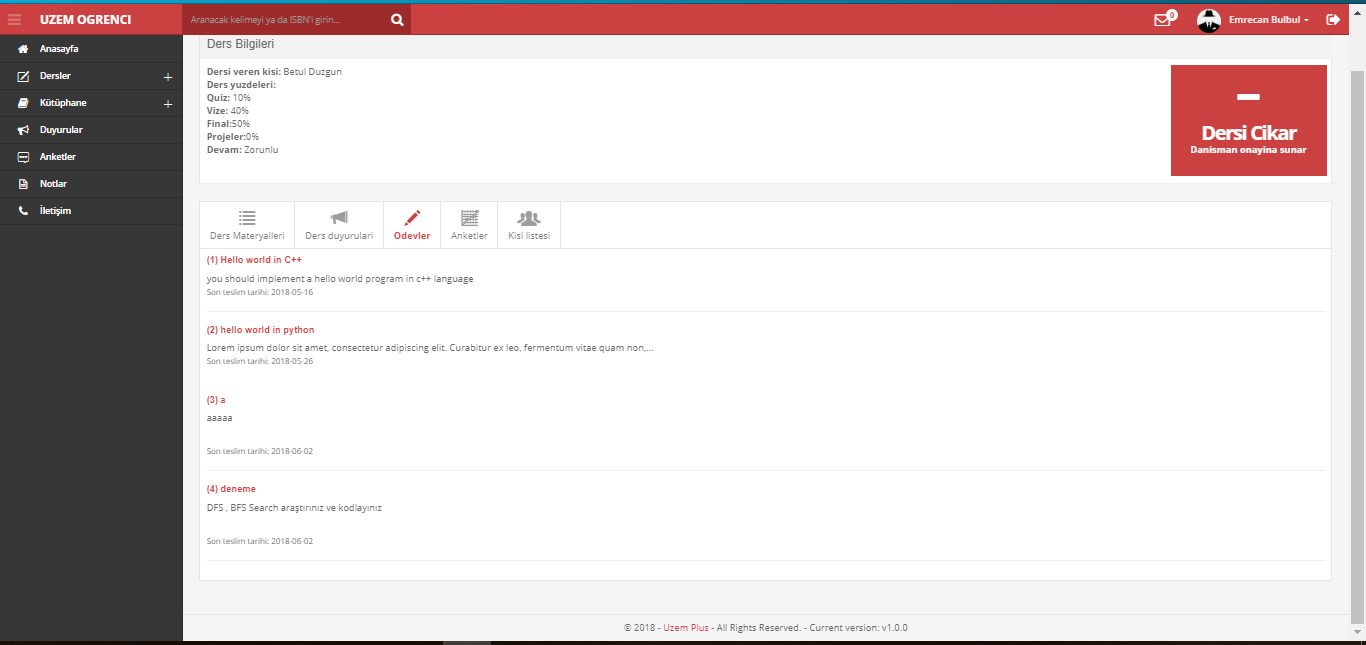 UZEM OGRENCI
Aranacak kelimeyi ya da ISBN'i girin...
0
Emrecan Bulbul
Anasayfa
Dersler
Kütüphane
Duyurular
Anketler
Notlar
İletişim
Ders Bilgileri
Dersi veren kisi: Betul Duzgun
Ders yuzdeleri:
Quiz: 10%
Vize: 40%
Final:50%
Projeler:0%
Devam: Zorunlu
Dersi Cikar
Danisman onayina sunar
Ders Materyalleri
Ders duyurulari
Odevler
Anketler
Kisi listesi
(1) Hello world in C++
you should implement a hello world program in c++ language
Son teslim tarihi: 2018-05-16
(2) hello world in python
Lorem ipsum dolor sit amet, consectetur adipiscing elit. Curabitur ex leo, fermentum vitae quam non,...
Son teslim tarihi: 2018-05-26
(3) a
aaaaa
Son teslim tarihi: 2018-06-02
(4) deneme
DFS , BFS Search araştırınız ve kodlayınız
Son teslim tarihi: 2018-06-02
© 2018 - Uzem Plus - All Rights Reserved. - Current version: v1.0.0